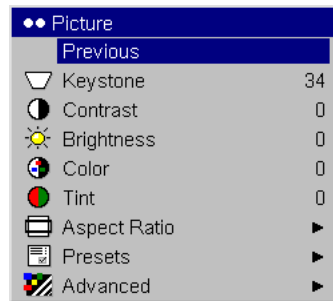 Picture
Previous
Keystone 34
Contrast 0
Brightness 0
Color 0
Tint 0
Aspect Ratio
Presets
Advanced